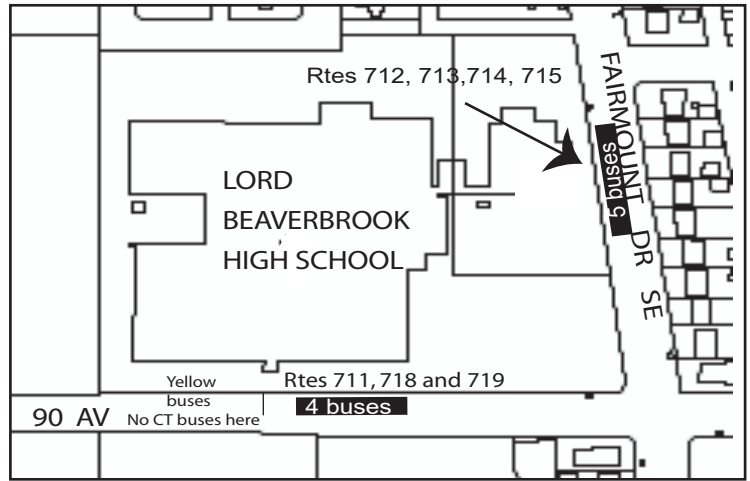 Rtes 712, 713,714, 715
FAIRMOUNT DR SE
5 buses
LORD
BEAVERBROOK
HIGH SCHOOL
Yellow
buses
No CT buses here
Rtes 711, 718 and 719
4 buses
90 AV